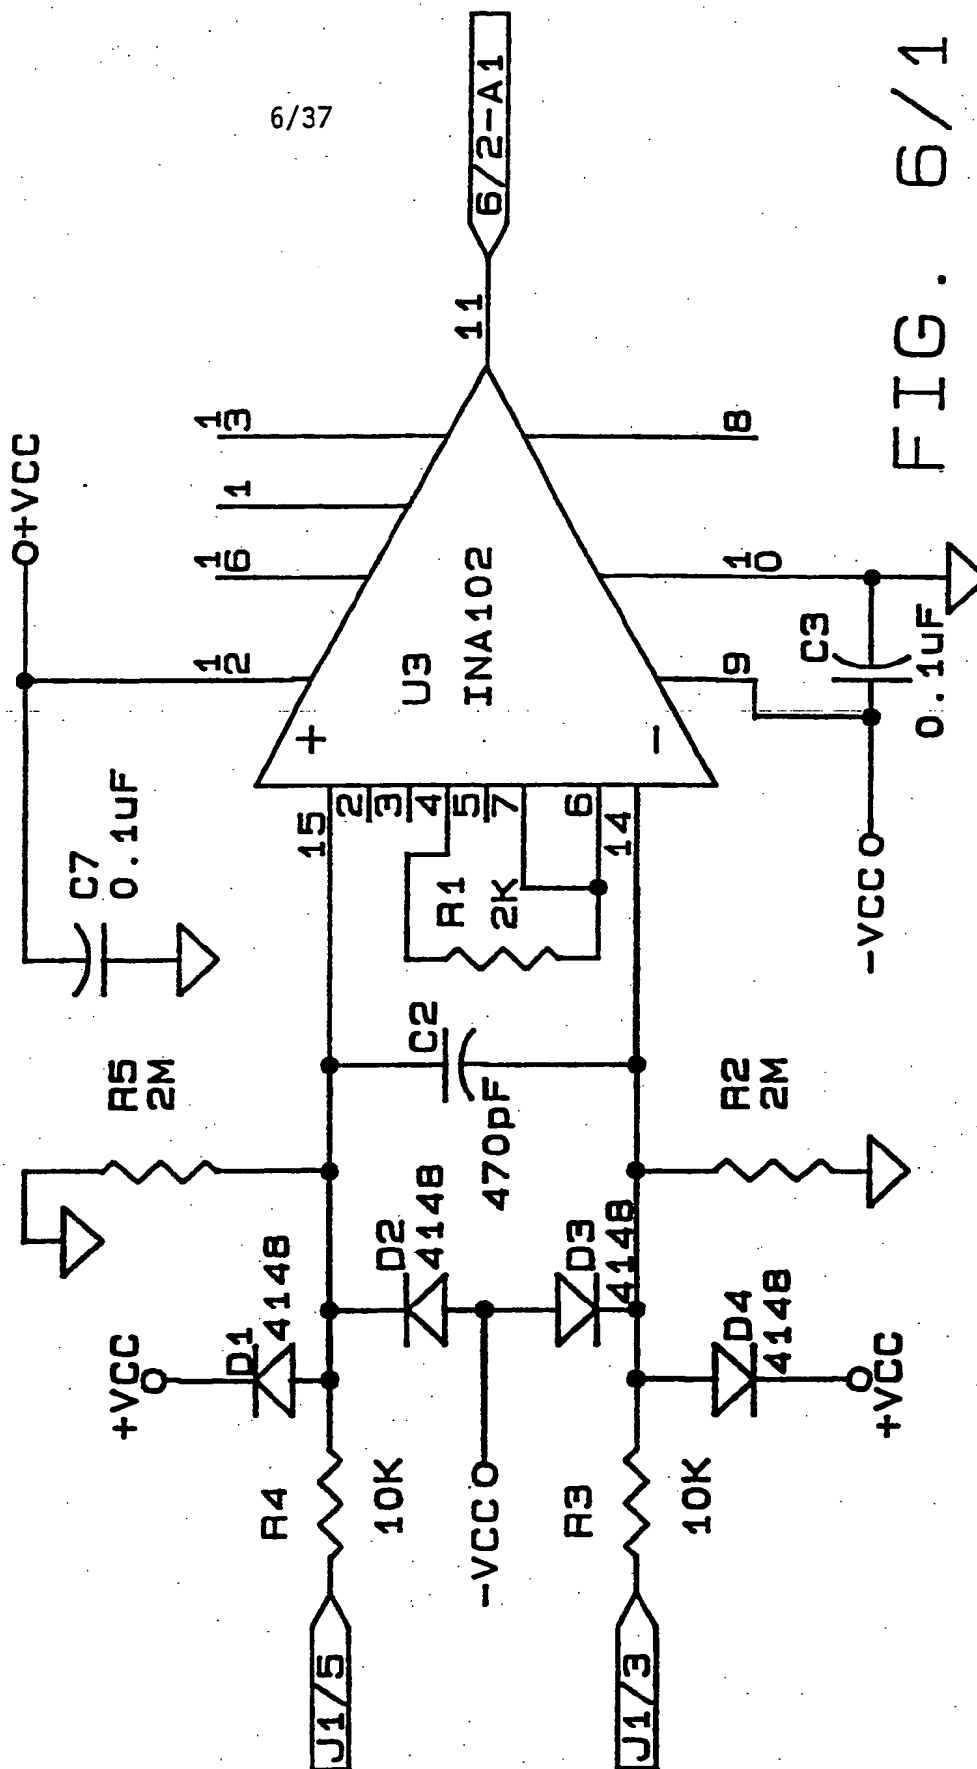 6/37
+VCC
C7
0.1uF
R5
2M
+VCC
D1
4148
J1/5
R4
10K
D2
4148
C2
470pF
-VCC
D3
4148
J1/3
R3
10K
D4
4148
+VCC
R2
2M
R1
2K
15
2
3
4
5
7
6
14
+
-
U3
INA102
12
16
1
13
11
6/2-A1
9
10
8
C3
0.1uF
-VCC
FIG. 6/1